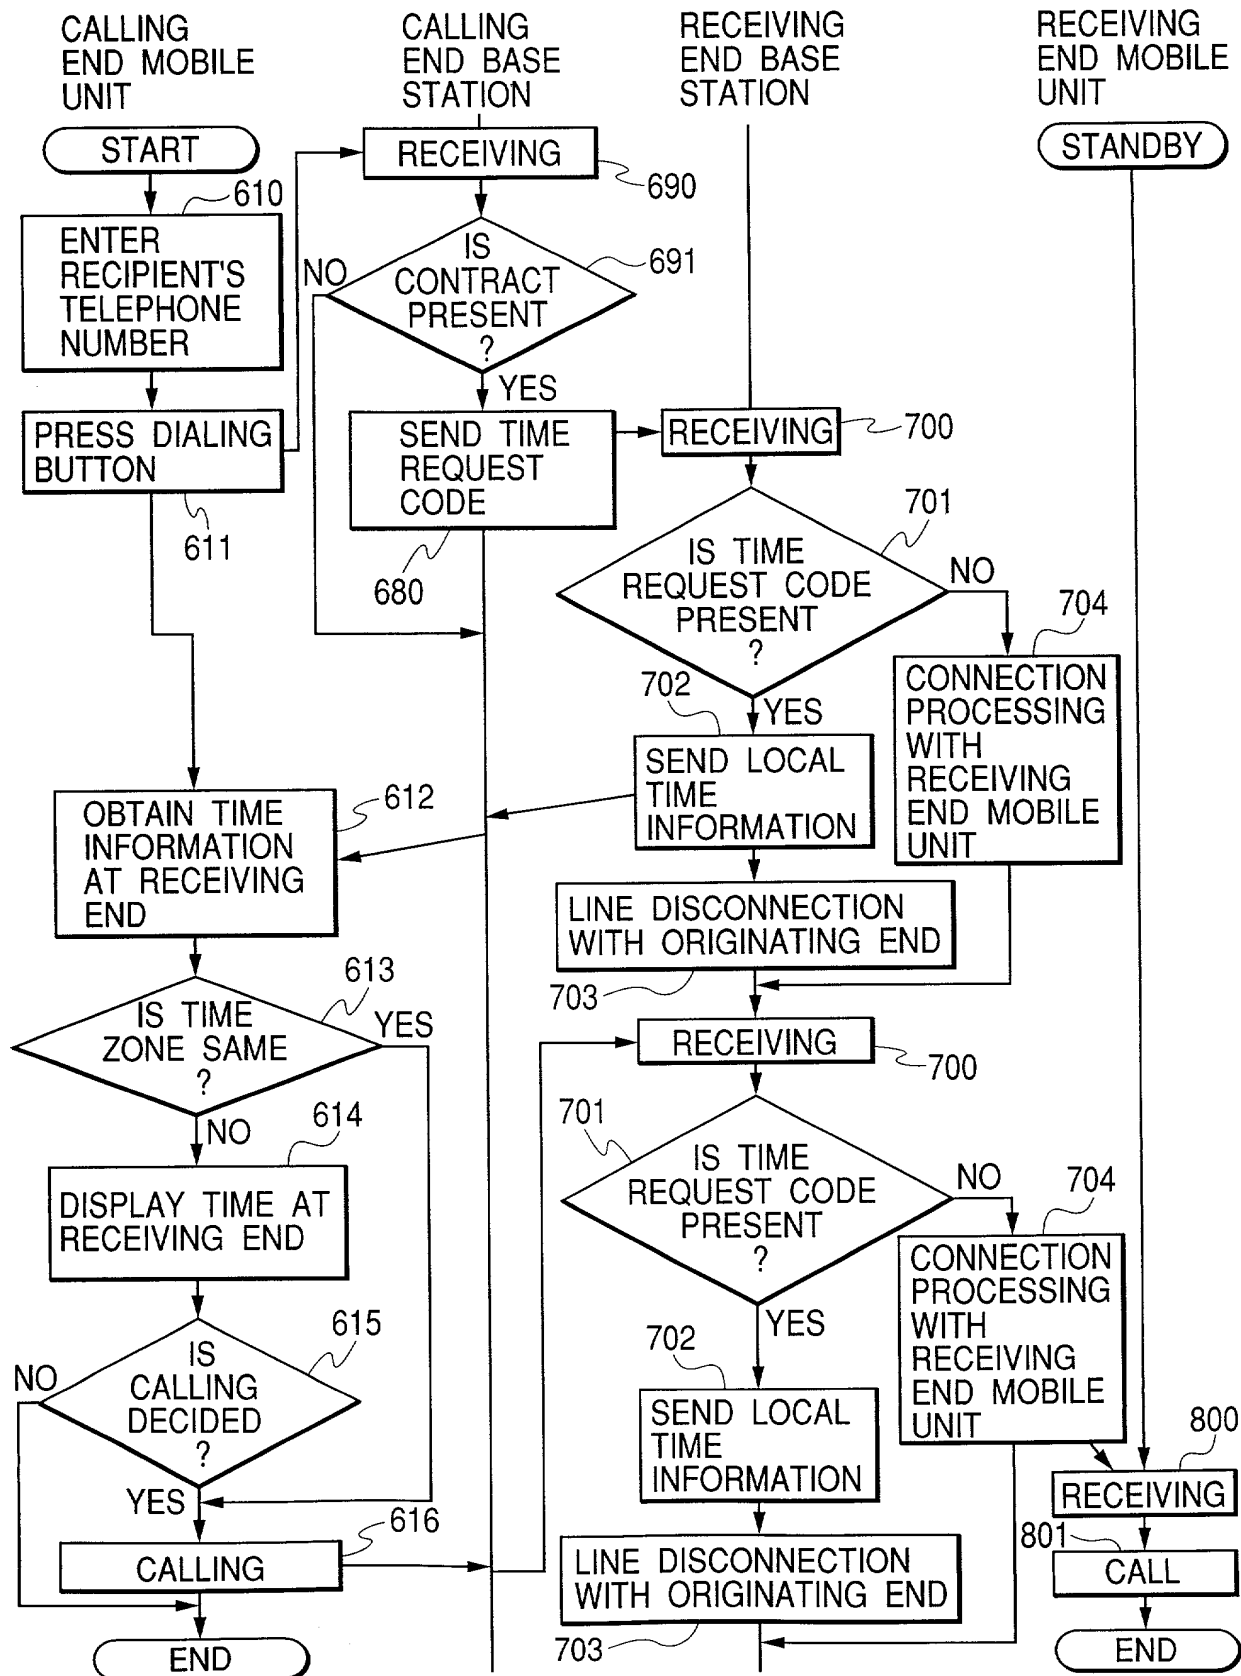 CALLING
END MOBILE
UNIT
CALLING
END BASE
STATION
RECEIVING
END BASE
STATION
RECEIVING
END MOBILE
UNIT
START
610
ENTER
RECIPIENT'S
TELEPHONE
NUMBER
PRESS DIALING
BUTTON
611
RECEIVING
690
IS
CONTRACT
PRESENT
?
691
NO
YES
SEND TIME
REQUEST
CODE
680
RECEIVING
700
701
IS TIME
REQUEST CODE
PRESENT
?
NO
YES
702
SEND LOCAL
TIME
INFORMATION
704
CONNECTION
PROCESSING
WITH
RECEIVING
END MOBILE
UNIT
LINE DISCONNECTION
WITH ORIGINATING END
703
STANDBY
OBTAIN TIME
INFORMATION
AT RECEIVING
END
612
IS TIME
ZONE SAME
?
613
YES
NO
614
DISPLAY TIME AT
RECEIVING END
IS
CALLING
DECIDED
?
615
NO
YES
616
CALLING
END
RECEIVING
700
701
IS TIME
REQUEST CODE
PRESENT
?
NO
YES
702
SEND LOCAL
TIME
INFORMATION
704
CONNECTION
PROCESSING
WITH
RECEIVING
END MOBILE
UNIT
LINE DISCONNECTION
WITH ORIGINATING END
703
800
RECEIVING
801
CALL
END